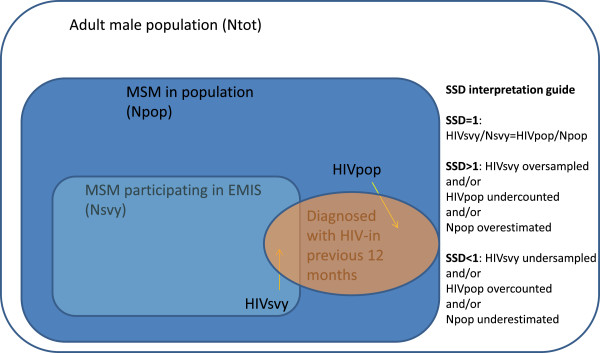 Adult male population (Ntot)
MSM in population
(Npop)
HIVpop
MSM participating in EMIS
(Nsvy)
Diagnosed
with HIV-in
previous 12
months
HIVsvy
SSD interpretation guide
SSD=1:
HIVsvy/Nsvy=HIVpop/Npop
SSD>1: HIVsvy oversampled
and/or
HIVpop undercounted
and/or
Npop overestimated
SSD<1: HIVsvy undersampled
and/or
HIVpop overcounted
and/or
Npop underestimated